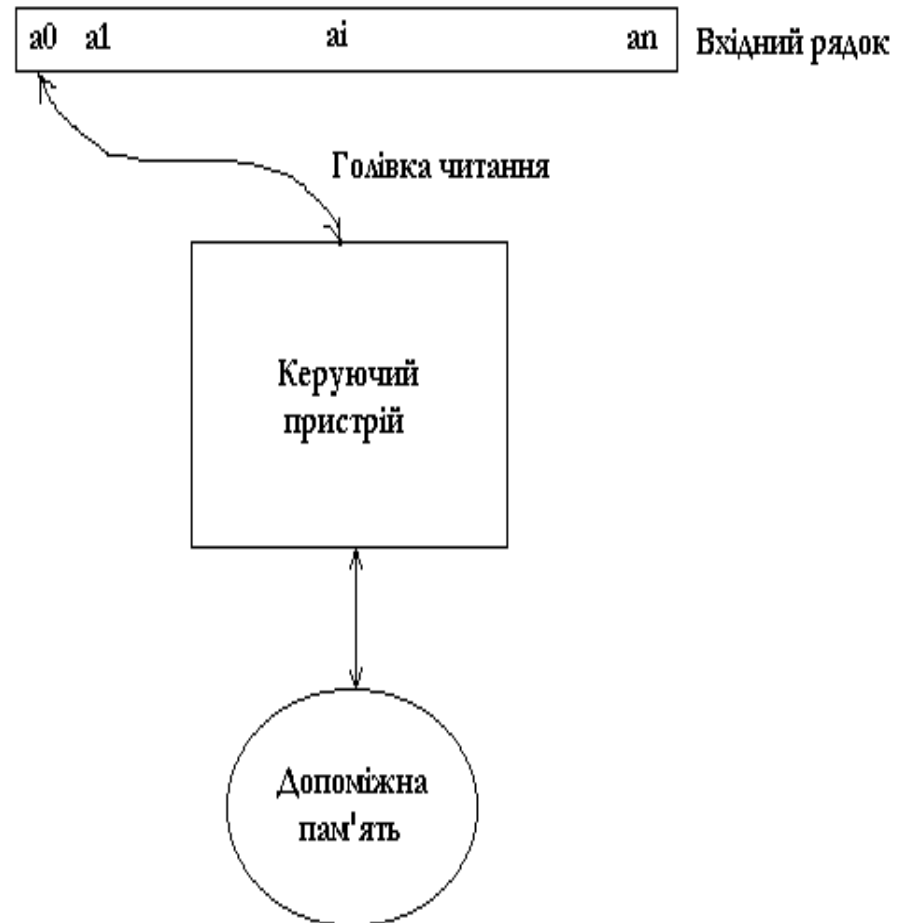 a0 a1 ai an Вхідний рядок
Голівка читання
Керуючий
пристрій
Допоміжна
пам'ять